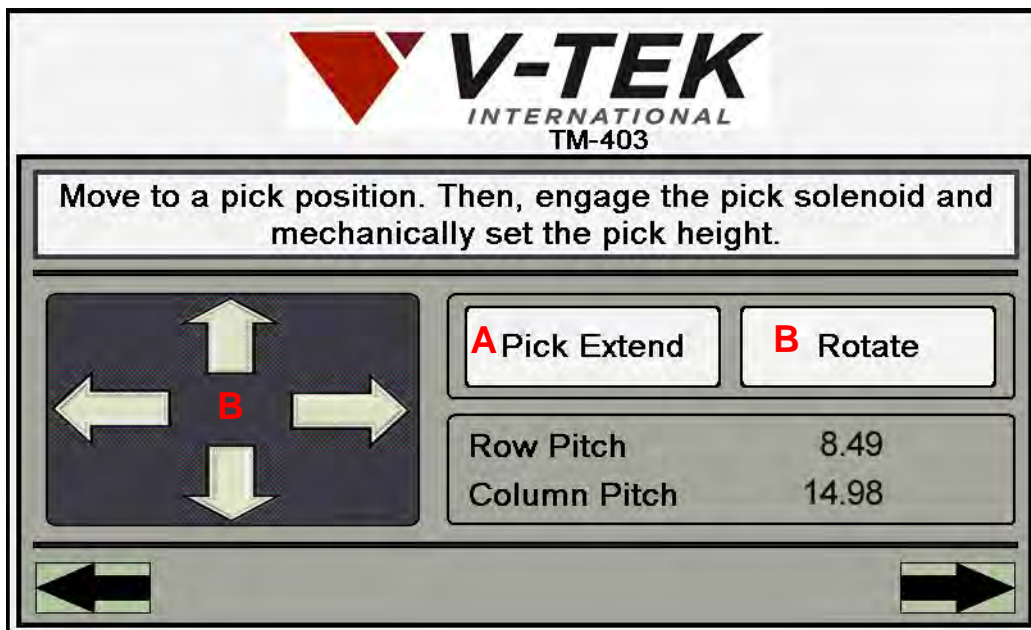 V-TEK
INTERNATIONAL
TM-403
Move to a pick position. Then, engage the pick solenoid and
mechanically set the pick height.
A Pick Extend
B Rotate
B
Row Pitch 8.49
Column Pitch 14.98